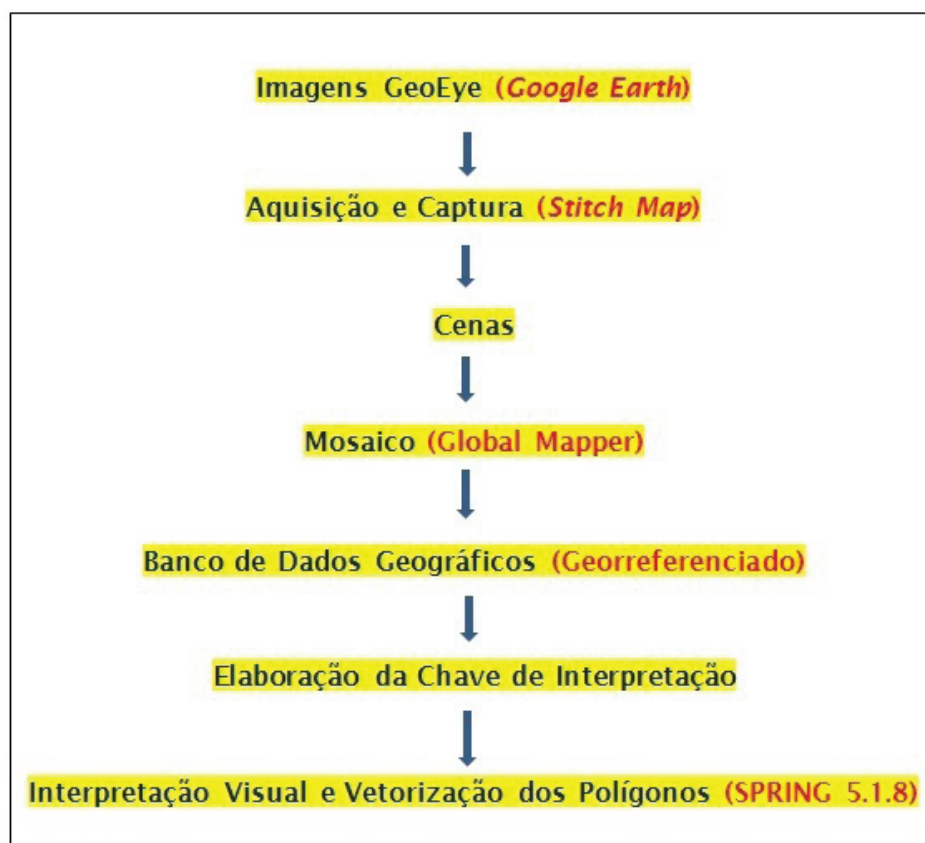 Imagens GeoEye (Google Earth)
Aquisição e Captura (Stitch Map)
Cenas
Mosaico (Global Mapper)
Banco de Dados Geográficos (Georreferenciado)
Elaboração da Chave de Interpretação
Interpretação Visual e Vetorização dos Polígonos (SPRING 5.1.8)